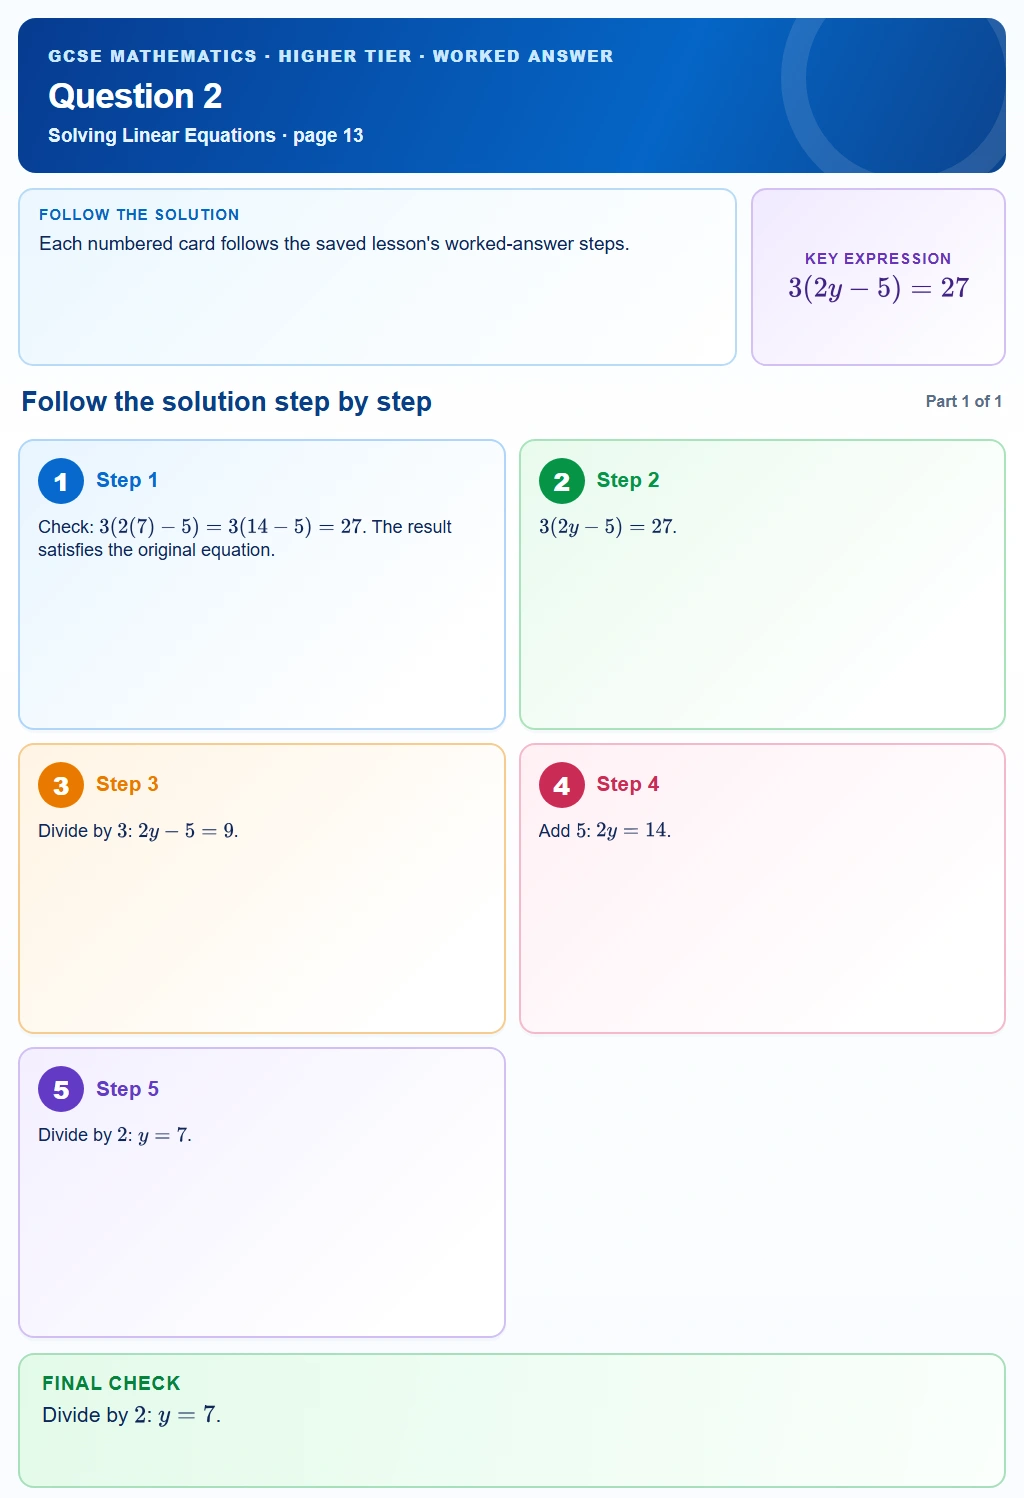 GCSE MATHEMATICS · HIGHER TIER · WORKED ANSWER
Question 2
Solving Linear Equations · page 13
FOLLOW THE SOLUTION
Each numbered card follows the saved lesson's worked-answer steps.
KEY EXPRESSION
3(2y − 5) = 27
Follow the solution step by step
Part 1 of 1
1 Step 1
Check: 3(2(7) − 5) = 3(14 − 5) = 27. The result
satisfies the original equation.
2 Step 2
3(2y − 5) = 27.
3 Step 3
Divide by 3: 2y − 5 = 9.
4 Step 4
Add 5: 2y = 14.
5 Step 5
Divide by 2: y = 7.
FINAL CHECK
Divide by 2: y = 7.